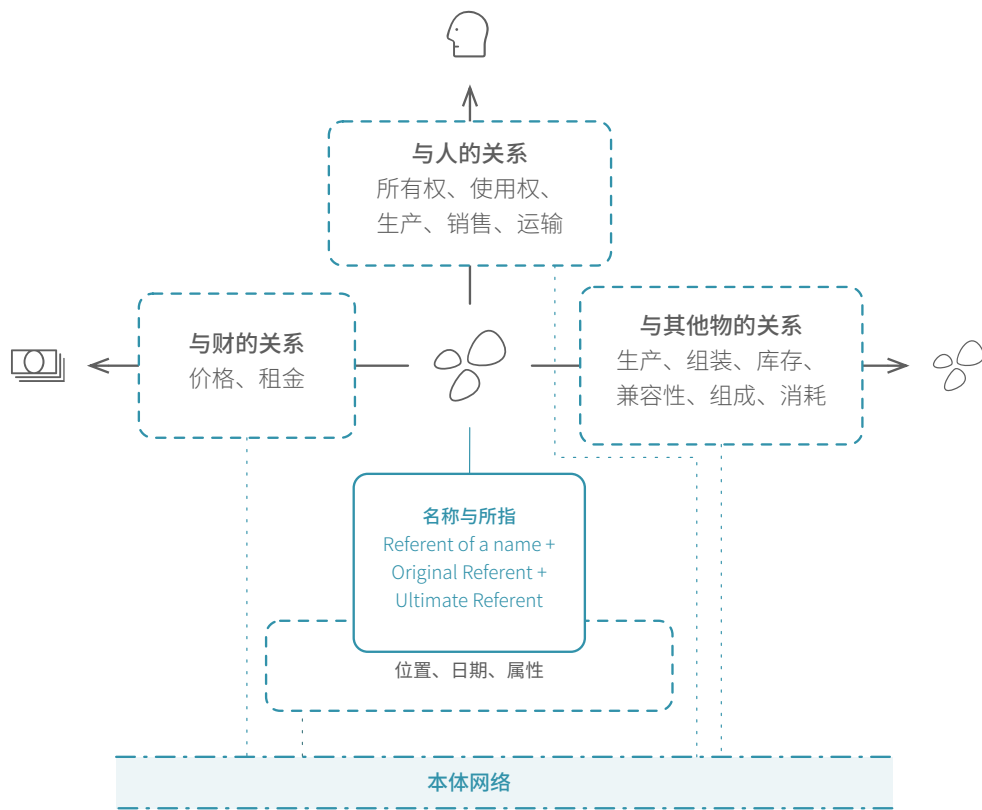 与人的关系
所有权、使用权、
生产、销售、运输
与财的关系
价格、租金
与其他物的关系
生产、组装、库存、
兼容性、组成、消耗
名称与所指
Referent of a name +
Original Referent +
Ultimate Referent
位置、日期、属性
本体网络